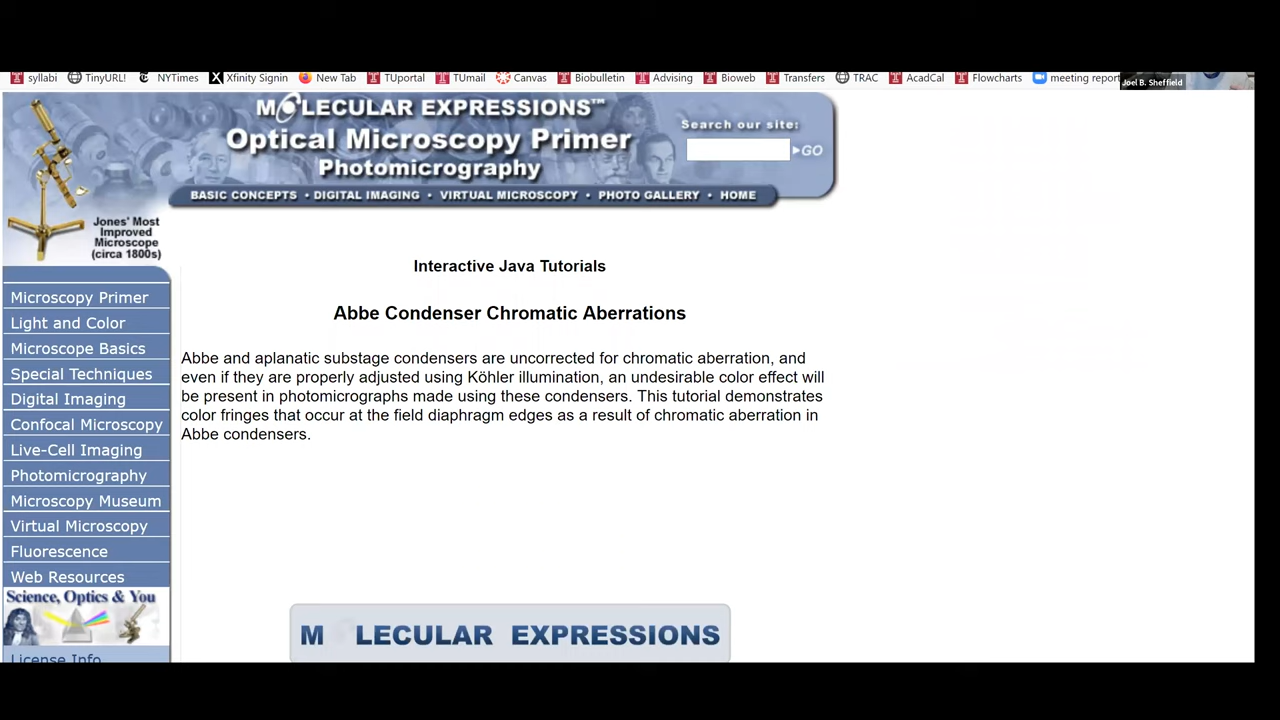 syllabi TinyURL! NYTimes Xfinity Signin New Tab TUportal TUmail Canvas Biobulletin Advising Bioweb Transfers TRAC AcadCal Flowcharts meeting report
Joel B. Sheffield
MOLECULAR EXPRESSIONS™
Optical Microscopy Primer
Photomicrography
Search our site:
GO
BASIC CONCEPTS • DIGITAL IMAGING • VIRTUAL MICROSCOPY • PHOTO GALLERY • HOME
Jones' Most
Improved
Microscope
(circa 1800s)
Interactive Java Tutorials
Abbe Condenser Chromatic Aberrations
Abbe and aplanatic substage condensers are uncorrected for chromatic aberration, and
even if they are properly adjusted using Köhler illumination, an undesirable color effect will
be present in photomicrographs made using these condensers. This tutorial demonstrates
color fringes that occur at the field diaphragm edges as a result of chromatic aberration in
Abbe condensers.
Microscopy Primer
Light and Color
Microscope Basics
Special Techniques
Digital Imaging
Confocal Microscopy
Live-Cell Imaging
Photomicrography
Microscopy Museum
Virtual Microscopy
Fluorescence
Web Resources
Science, Optics & You
License Info
M LECULAR EXPRESSIONS